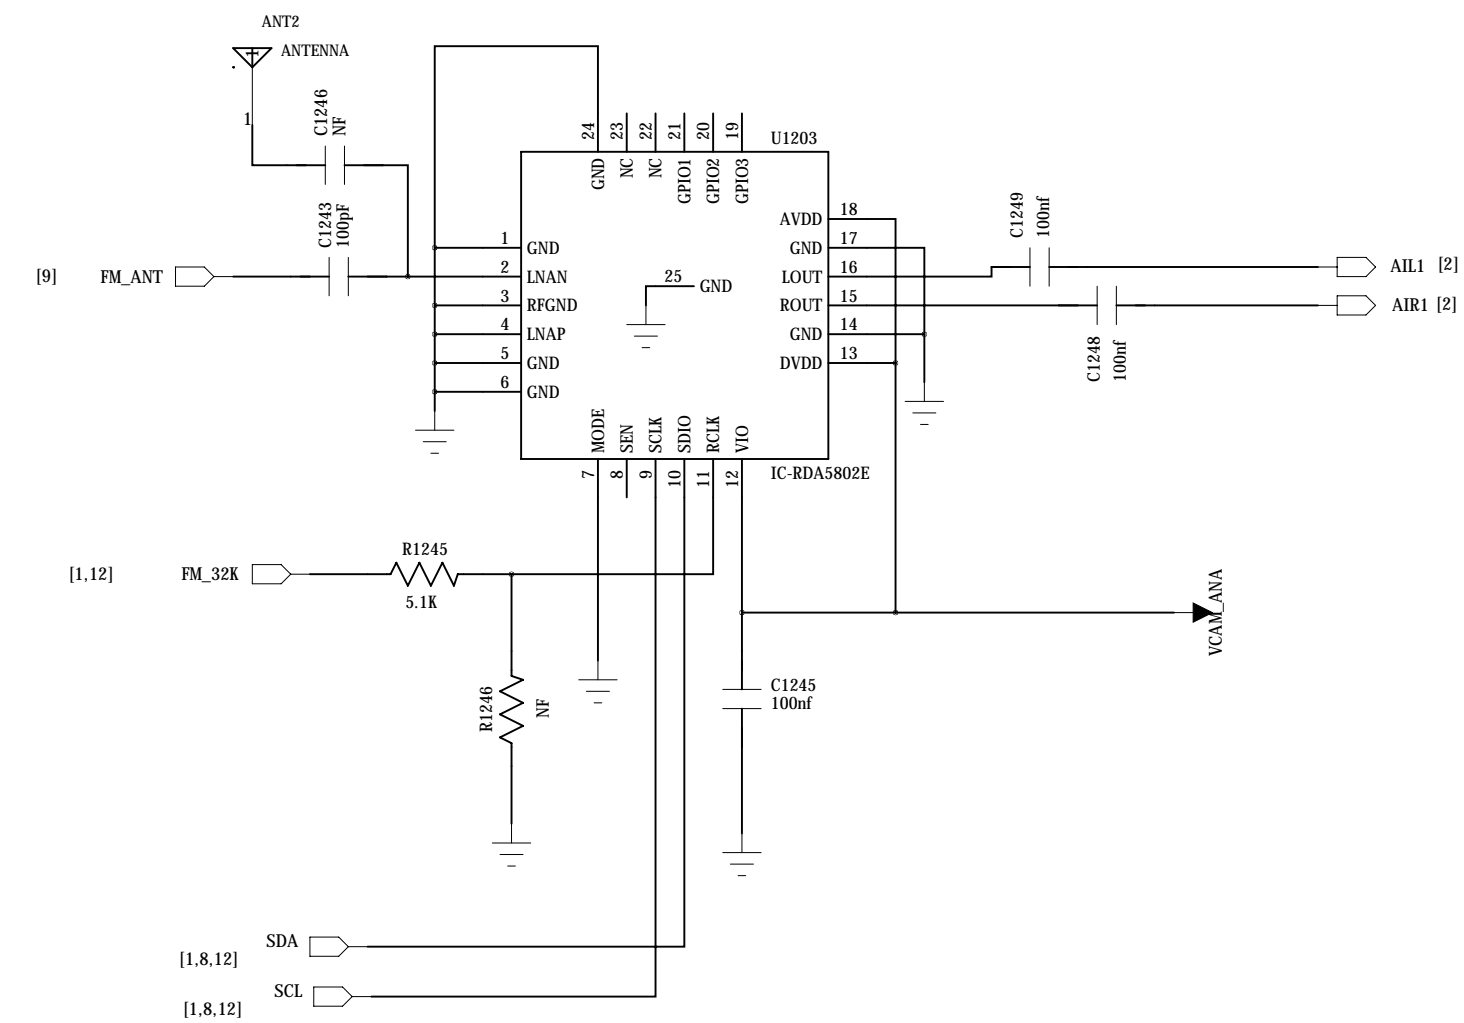 ANT2
ANTENNA
1
C1246
NF
C1243
100pF
[9]
FM_ANT
24
23
22
21
20
19
U1203
GND
NC
NC
GPIO1
GPIO2
GPIO3
1
GND
2
LNAN
3
RFGND
4
LNAP
5
GND
6
GND
25
GND
AVDD
18
GND
17
LOUT
16
ROUT
15
GND
14
DVDD
13
C1249
100nf
AIL1
[2]
AIR1
[2]
C1248
100nf
MODE
SEN
SCLK
SDIO
RCLK
VIO
7
8
9
10
11
12
IC-RDA5802E
[1,12]
FM_32K
R1245
5.1K
R1246
NF
VCAM_ANA
C1245
100nf
SDA
[1,8,12]
SCL
[1,8,12]